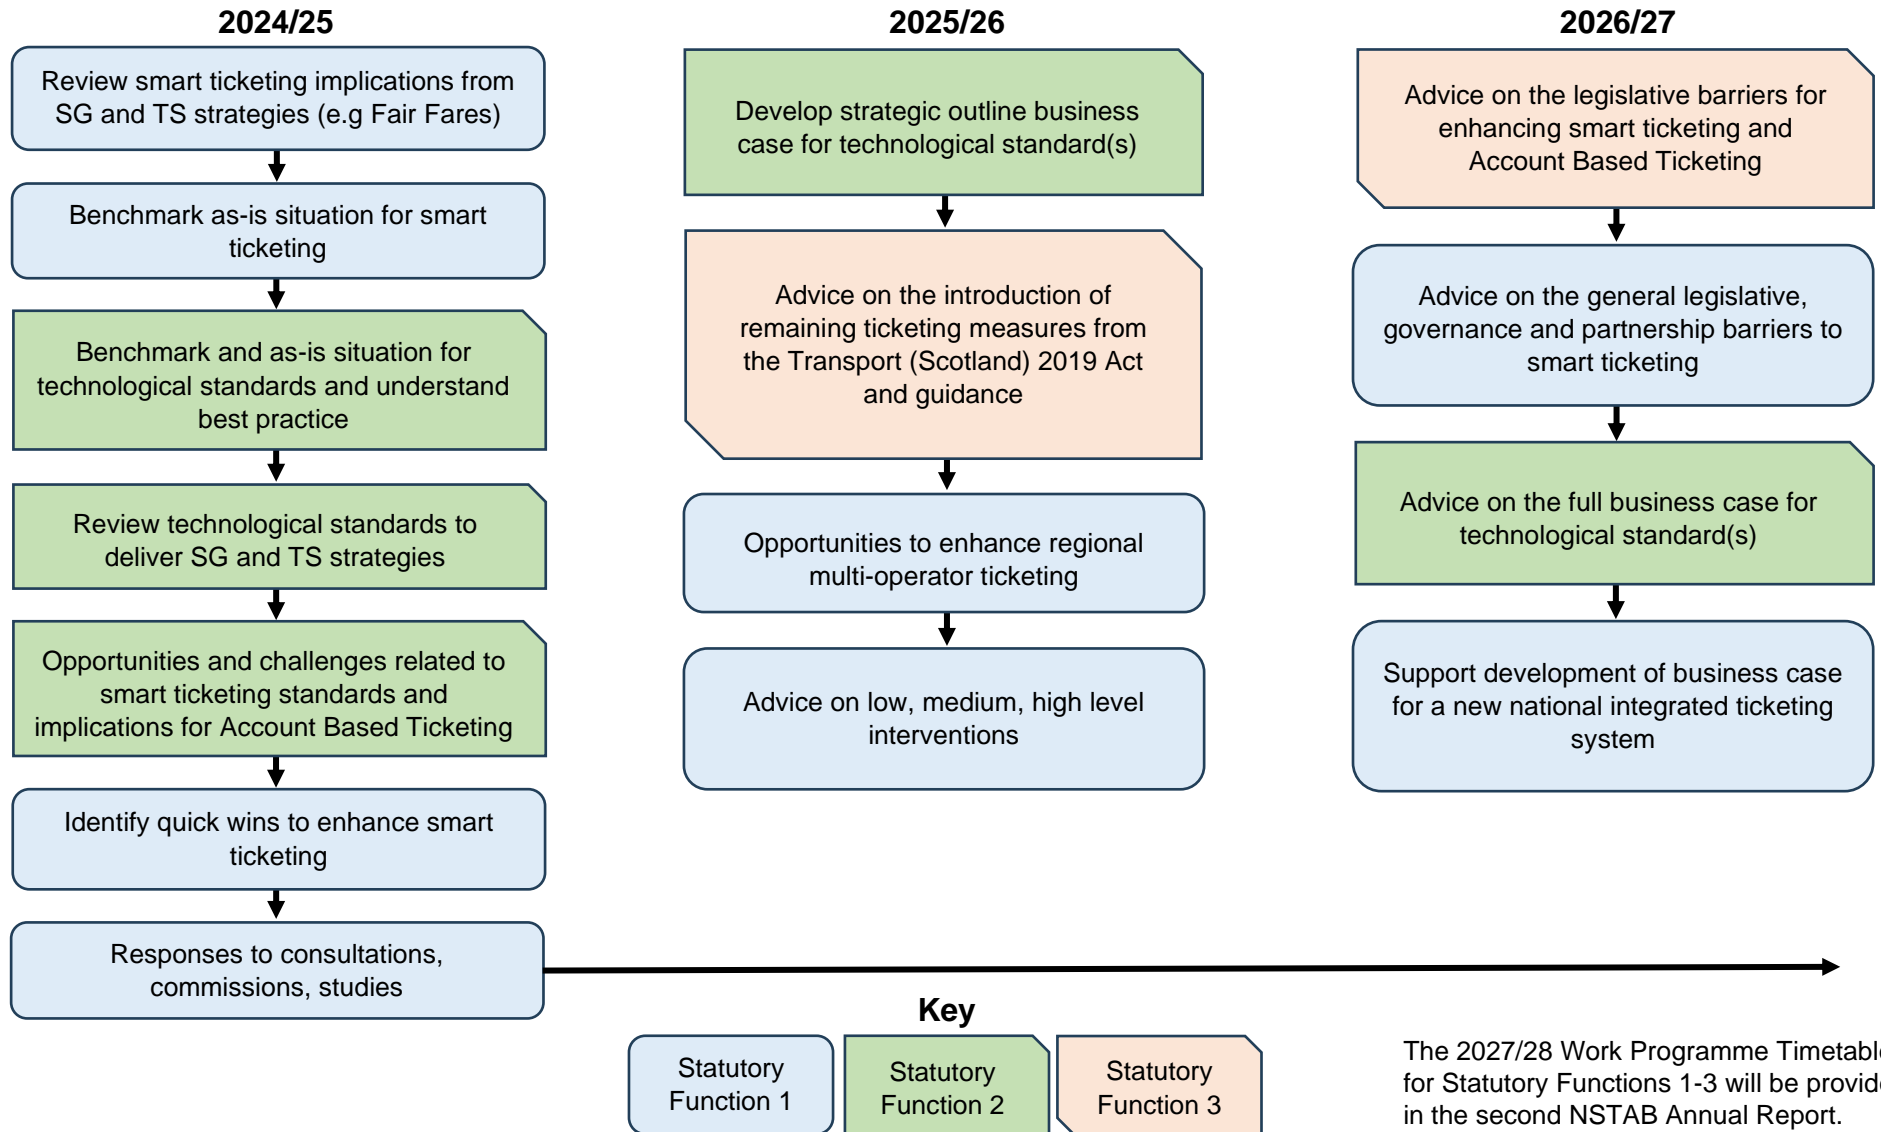 2024/25
Review smart ticketing implications from
SG and TS strategies (e.g Fair Fares)
Benchmark as-is situation for smart
ticketing
Benchmark and as-is situation for
technological standards and understand
best practice
Review technological standards to
deliver SG and TS strategies
Opportunities and challenges related to
smart ticketing standards and
implications for Account Based Ticketing
Identify quick wins to enhance smart
ticketing
Responses to consultations,
commissions, studies
2025/26
Develop strategic outline business
case for technological standard(s)
Advice on the introduction of
remaining ticketing measures from
the Transport (Scotland) 2019 Act
and guidance
Opportunities to enhance regional
multi-operator ticketing
Advice on low, medium, high level
interventions
2026/27
Advice on the legislative barriers for
enhancing smart ticketing and
Account Based Ticketing
Advice on the general legislative,
governance and partnership barriers to
smart ticketing
Advice on the full business case for
technological standard(s)
Support development of business case
for a new national integrated ticketing
system
Key
Statutory
Function 1
Statutory
Function 2
Statutory
Function 3
The 2027/28 Work Programme Timetable
for Statutory Functions 1-3 will be provide
in the second NSTAB Annual Report.